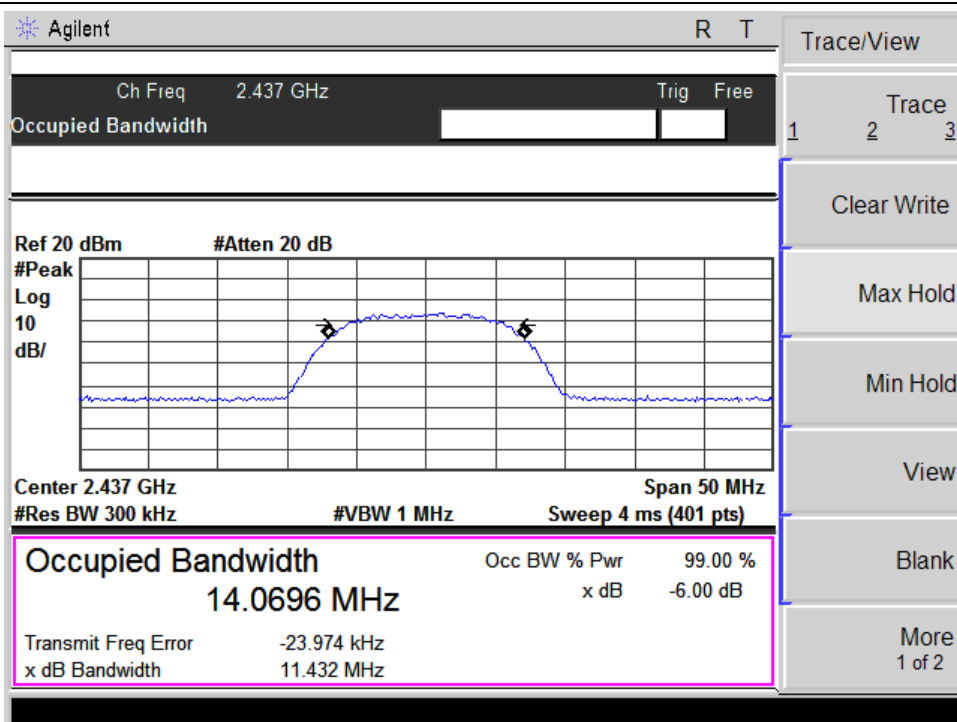 Agilent R T
Trace/View
Ch Freq 2.437 GHz Trig Free
Occupied Bandwidth
Trace
1 2 3
Clear Write
Max Hold
Min Hold
View
Blank
More
1 of 2
Ref 20 dBm #Atten 20 dB
#Peak
Log
10
dB/
Center 2.437 GHz Span 50 MHz
#Res BW 300 kHz #VBW 1 MHz Sweep 4 ms (401 pts)
Occupied Bandwidth Occ BW % Pwr 99.00 %
14.0696 MHz x dB -6.00 dB
Transmit Freq Error -23.974 kHz
x dB Bandwidth 11.432 MHz